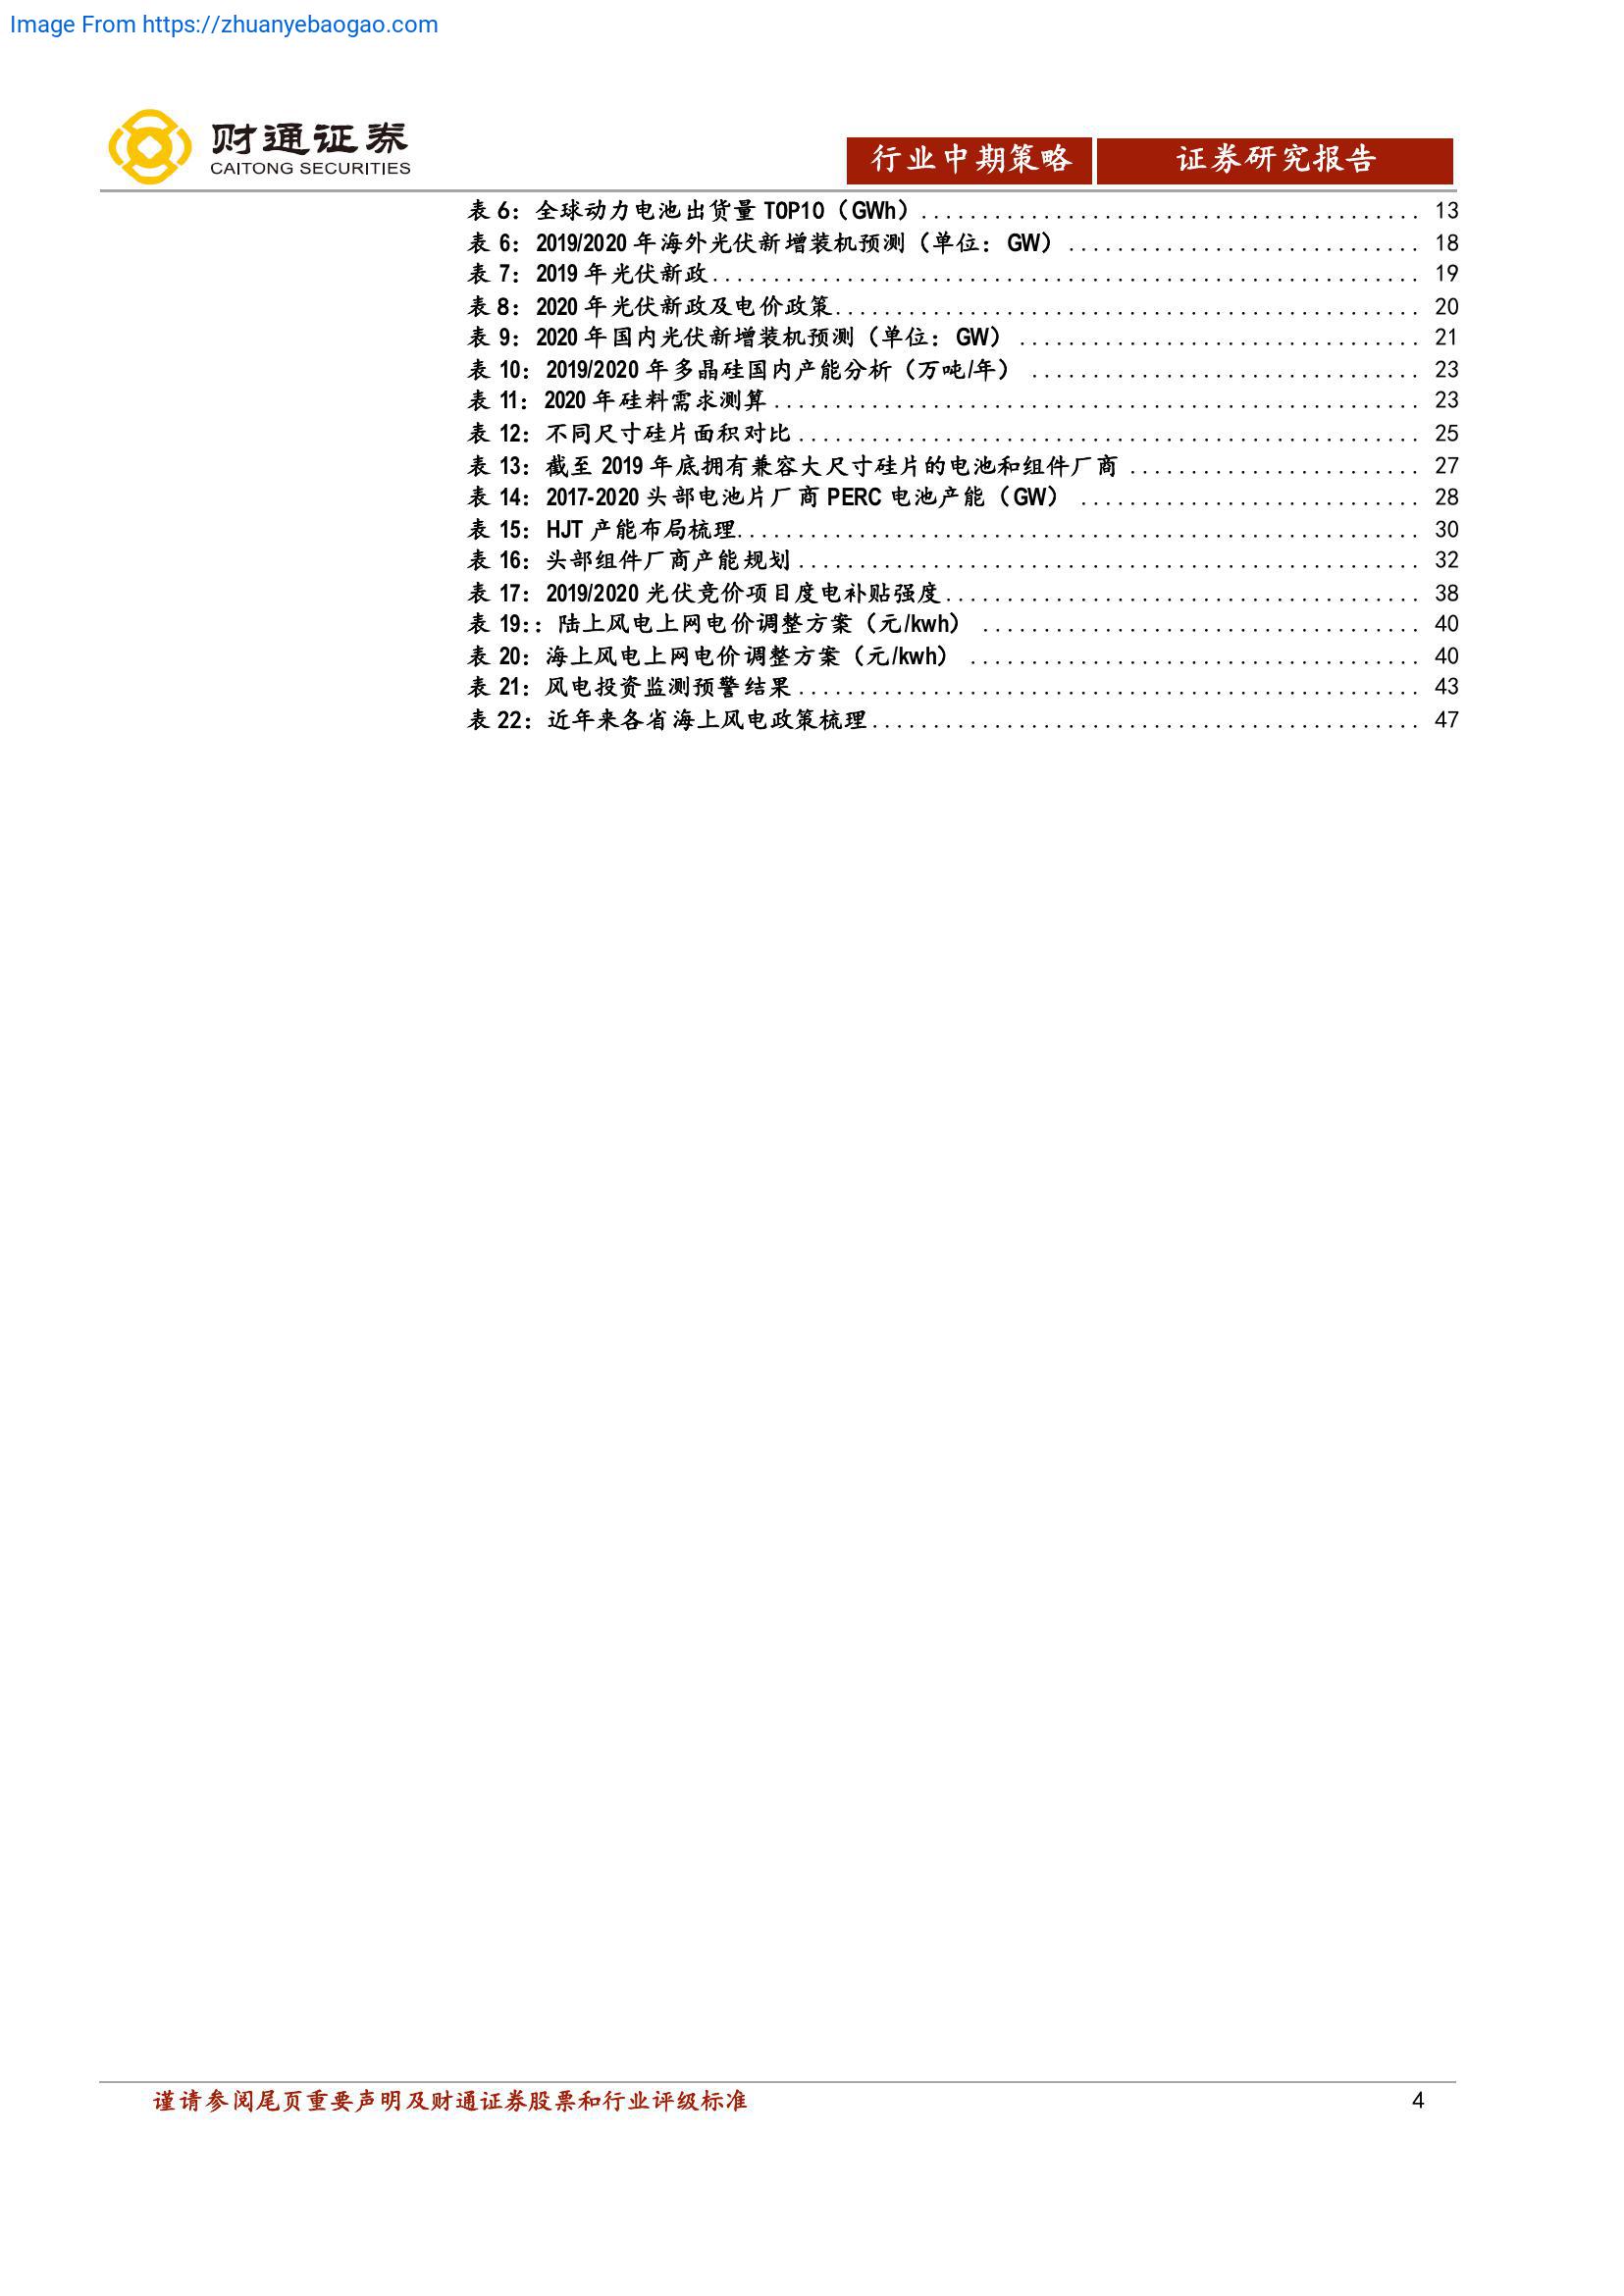 Image From https://zhuanyebaogao.com
财通证券
CAITONG SECURITIES
行业中期策略 证券研究报告
表 6：全球动力电池出货量 TOP10（GWh）........................................ 13
表 6：2019/2020 年海外光伏新增装机预测（单位：GW） ............................. 18
表 7：2019 年光伏新政.......................................................... 19
表 8：2020 年光伏新政及电价政策................................................ 20
表 9：2020 年国内光伏新增装机预测（单位：GW） ................................. 21
表 10：2019/2020 年多晶硅国内产能分析（万吨/年） ................................ 23
表 11：2020 年硅料需求测算..................................................... 23
表 12：不同尺寸硅片面积对比................................................... 25
表 13：截至 2019 年底拥有兼容大尺寸硅片的电池和组件厂商 ........................ 27
表 14：2017-2020 头部电池片厂商 PERC 电池产能（GW） ............................ 28
表 15：HJT 产能布局梳理........................................................ 30
表 16：头部组件厂商产能规划................................................... 32
表 17：2019/2020 光伏竞价项目度电补贴强度....................................... 38
表 19:：陆上风电上网电价调整方案（元/kwh） .................................... 40
表 20：海上风电上网电价调整方案（元/kwh） ..................................... 40
表 21：风电投资监测预警结果................................................... 43
表 22：近年来各省海上风电政策梳理............................................. 47
谨请参阅尾页重要声明及财通证券股票和行业评级标准 4